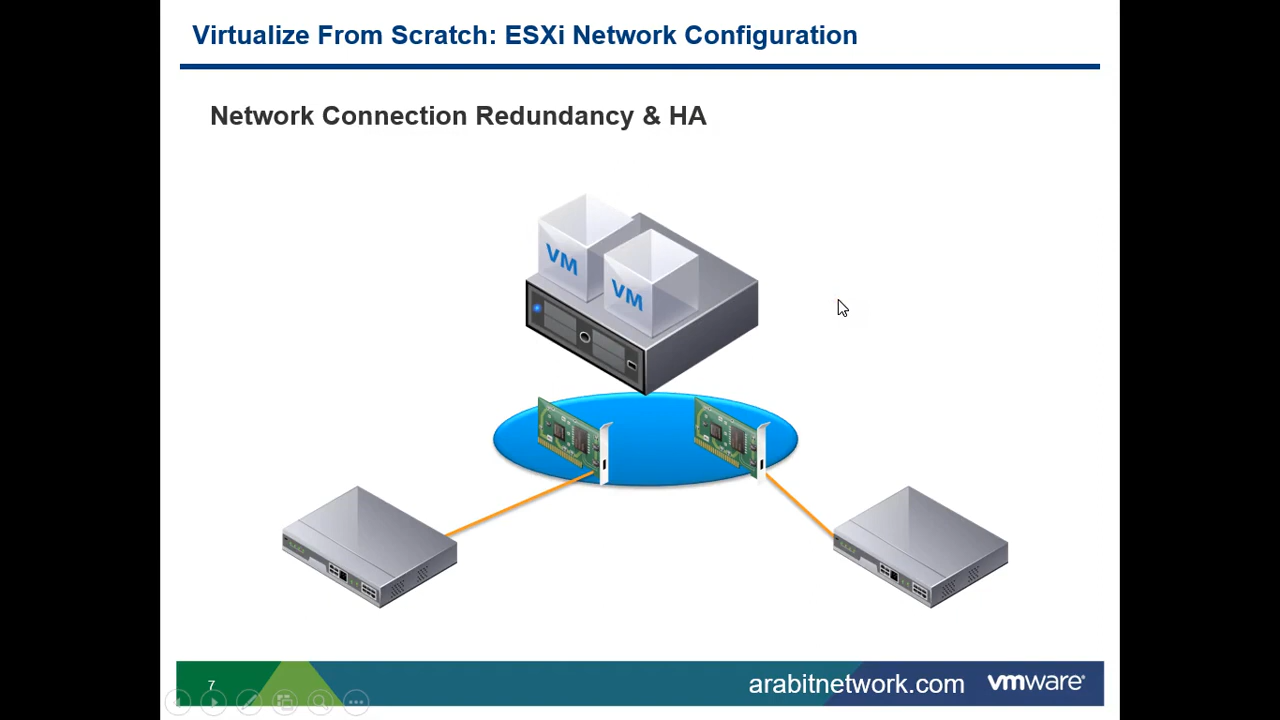 Virtualize From Scratch: ESXi Network Configuration
Network Connection Redundancy & HA
VM
VM
7
arabitnetwork.com
vmware®